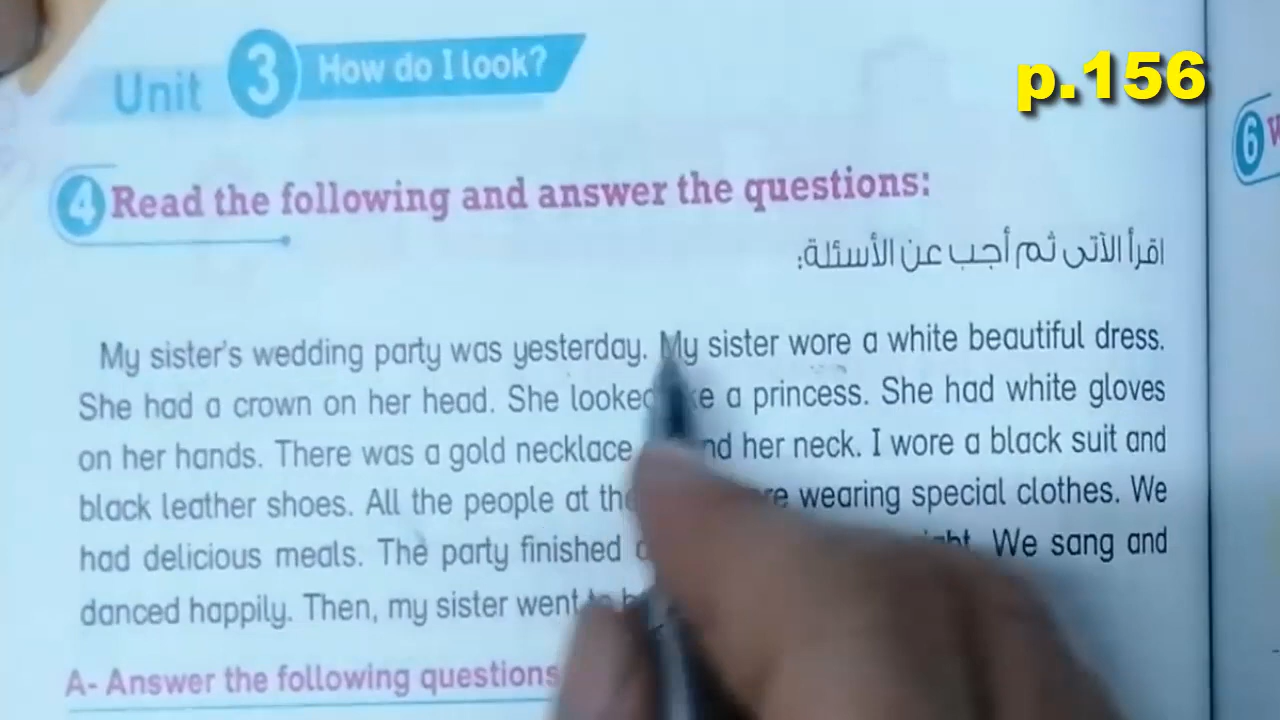 p.156
Unit 3 How do I look?
6
4 Read the following and answer the questions:
اقرأ الآتى ثم أجب عن الأسئلة:
My sister's wedding party was yesterday. My sister wore a white beautiful dress.
She had a crown on her head. She looked a princess. She had white gloves
on her hands. There was a gold necklace her neck. I wore a black suit and
black leather shoes. All the people at wearing special clothes. We
had delicious meals. The party finished We sang and
danced happily. Then, my sister went
A- Answer the following questions